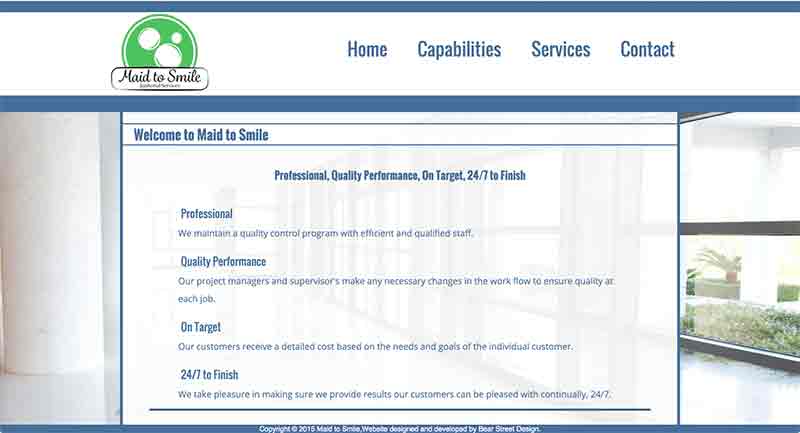 Maid to Smile
Janitorial Services
Home Capabilities Services Contact
Welcome to Maid to Smile
Professional, Quality Performance, On Target, 24/7 to Finish
Professional
We maintain a quality control program with efficient and qualified staff.
Quality Performance
Our project managers and supervisor's make any necessary changes in the work flow to ensure quality at
each job.
On Target
Our customers receive a detailed cost based on the needs and goals of the individual customer.
24/7 to Finish
We take pleasure in making sure we provide results our customers can be pleased with continually, 24/7.
Copyright © 2015 Maid to Smile,Website designed and developed by Bear Street Design.